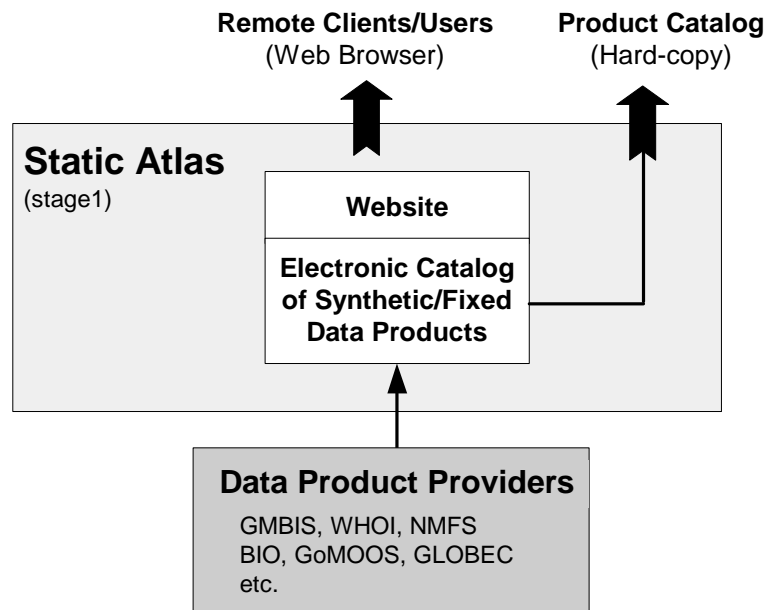 Remote Clients/Users
(Web Browser)
Product Catalog
(Hard-copy)
Static Atlas
(stage1)
Website
Electronic Catalog
of Synthetic/Fixed
Data Products
Data Product Providers
GMBIS, WHOI, NMFS
BIO, GoMOOS, GLOBEC
etc.